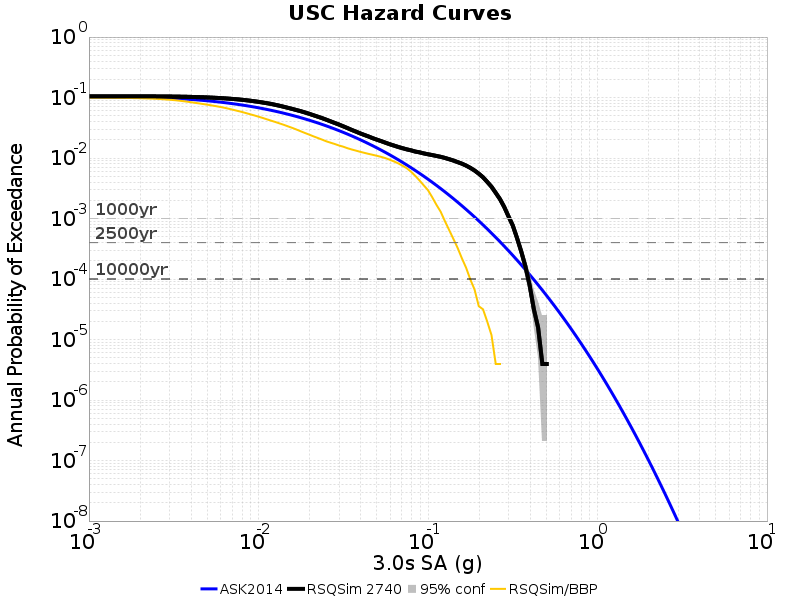 USC Hazard Curves
Annual Probability of Exceedance
10^0
10^-1
10^-2
10^-3
10^-4
10^-5
10^-6
10^-7
10^-8
1000yr
2500yr
10000yr
10^-3 10^-2 10^-1 10^0 10^1
3.0s SA (g)
ASK2014 RSQSim 2740 95% conf RSQSim/BBP